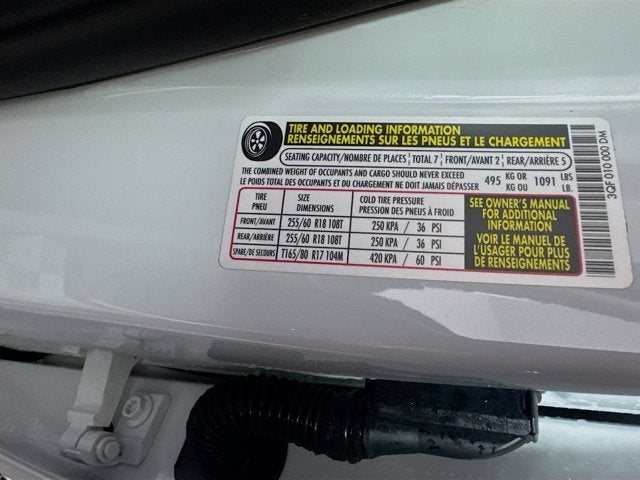 TIRE AND LOADING INFORMATION
RENSEIGNEMENTS SUR LES PNEUS ET LE CHARGEMENT
SEATING CAPACITY/NOMBRE DE PLACES TOTAL 7 FRONT/AVANT 2 REAR/ARRIÈRE 5
THE COMBINED WEIGHT OF OCCUPANTS AND CARGO SHOULD NEVER EXCEED 495 KG OR 1091 LBS
LE POIDS TOTAL DES OCCUPANTS ET DU CHARGEMENT NE DOIT JAMAIS DÉPASSER KG OU LB.
TIRE SIZE COLD TIRE PRESSURE
PNEU DIMENSIONS PRESSION DES PNEUS À FROID
FRONT/AVANT 255/60 R18 108T 250 KPA / 36 PSI
REAR/ARRIÈRE 255/60 R18 108T 250 KPA / 36 PSI
SPARE/DE SECOURS T165/80 R17 104M 420 KPA / 60 PSI
SEE OWNER'S MANUAL
FOR ADDITIONAL
INFORMATION
VOIR LE MANUEL DE
L'USAGER POUR PLUS
DE RENSEIGNEMENTS
3QF 010 000 DM